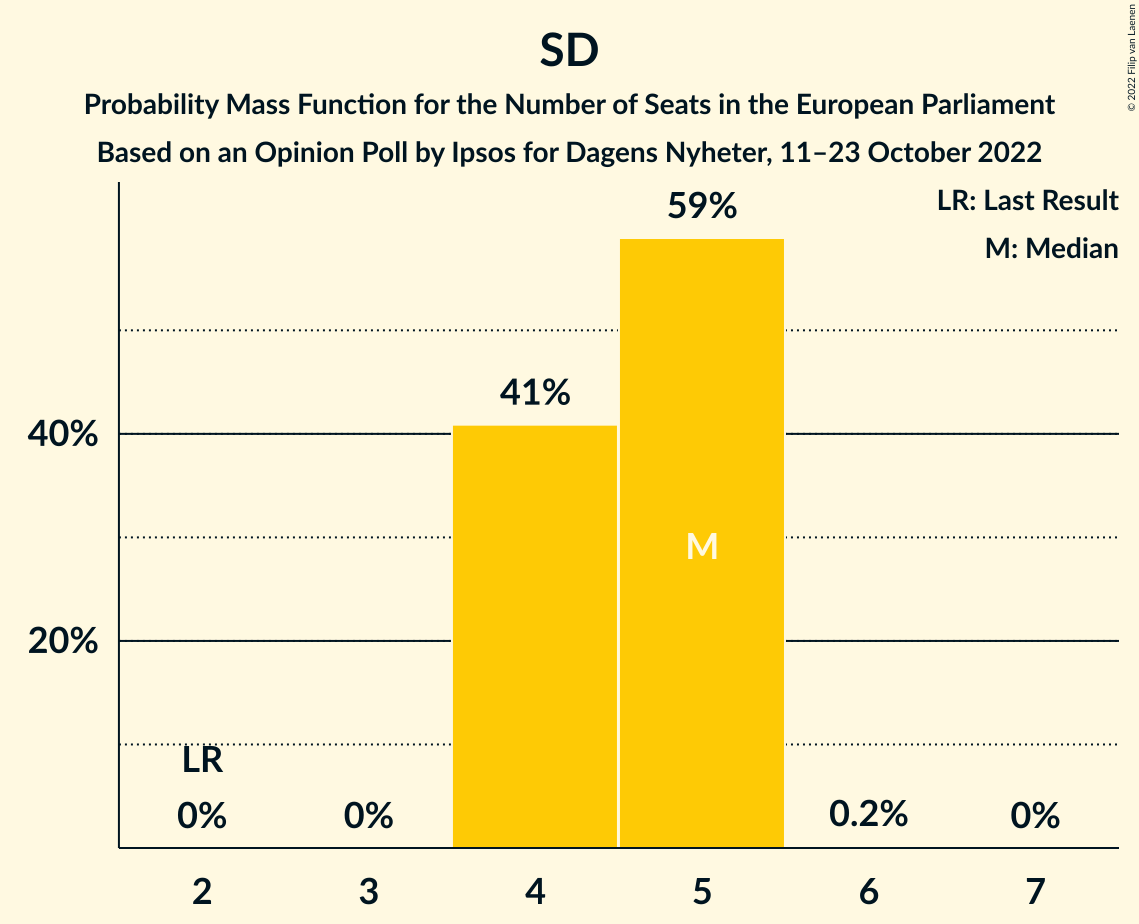 SD
Probability Mass Function for the Number of Seats in the European Parliament
Based on an Opinion Poll by Ipsos for Dagens Nyheter, 11–23 October 2022
© 2022 Filip van Laenen
LR: Last Result
M: Median
59%
41%
40%
M
20%
LR
0%
0%
0.2%
0%
2
3
4
5
6
7